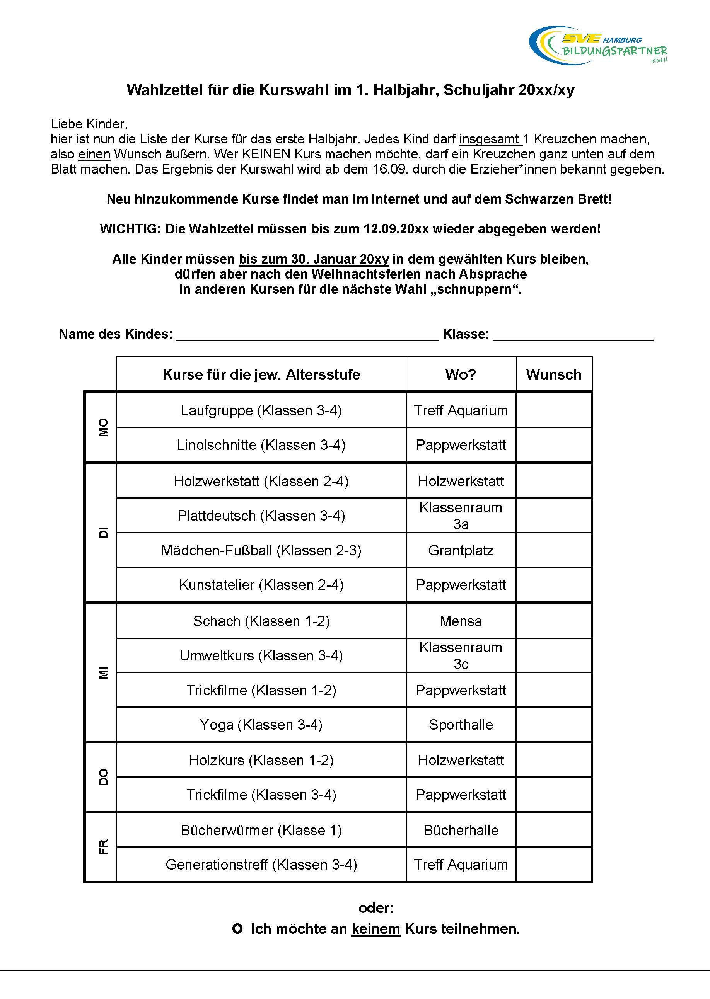 SVE HAMBURG
BILDUNGSPARTNER
gGmbH
Wahlzettel für die Kurswahl im 1. Halbjahr, Schuljahr 20xx/xy
Liebe Kinder,
hier ist nun die Liste der Kurse für das erste Halbjahr. Jedes Kind darf insgesamt 1 Kreuzchen machen,
also einen Wunsch äußern. Wer KEINEN Kurs machen möchte, darf ein Kreuzchen ganz unten auf dem
Blatt machen. Das Ergebnis der Kurswahl wird ab dem 16.09. durch die Erzieher*innen bekannt gegeben.
Neu hinzukommende Kurse findet man im Internet und auf dem Schwarzen Brett!
WICHTIG: Die Wahlzettel müssen bis zum 12.09.20xx wieder abgegeben werden!
Alle Kinder müssen bis zum 30. Januar 20xy in dem gewählten Kurs bleiben,
dürfen aber nach den Weihnachtsferien nach Absprache
in anderen Kursen für die nächste Wahl „schnuppern“.
Name des Kindes: ___ Klasse: ___
Kurse für die jew. Altersstufe Wo? Wunsch
MO
Laufgruppe (Klassen 3-4) Treff Aquarium
Linolschnitte (Klassen 3-4) Pappwerkstatt
DI
Holzwerkstatt (Klassen 2-4) Holzwerkstatt
Plattdeutsch (Klassen 3-4) Klassenraum
3a
Mädchen-Fußball (Klassen 2-3) Grantplatz
Kunstatelier (Klassen 2-4) Pappwerkstatt
MI
Schach (Klassen 1-2) Mensa
Umweltkurs (Klassen 3-4) Klassenraum
3c
Trickfilme (Klassen 1-2) Pappwerkstatt
Yoga (Klassen 3-4) Sporthalle
DO
Holzkurs (Klassen 1-2) Holzwerkstatt
Trickfilme (Klassen 3-4) Pappwerkstatt
FR
Bücherwürmer (Klasse 1) Bücherhalle
Generationstreff (Klassen 3-4) Treff Aquarium
oder:
O Ich möchte an keinem Kurs teilnehmen.